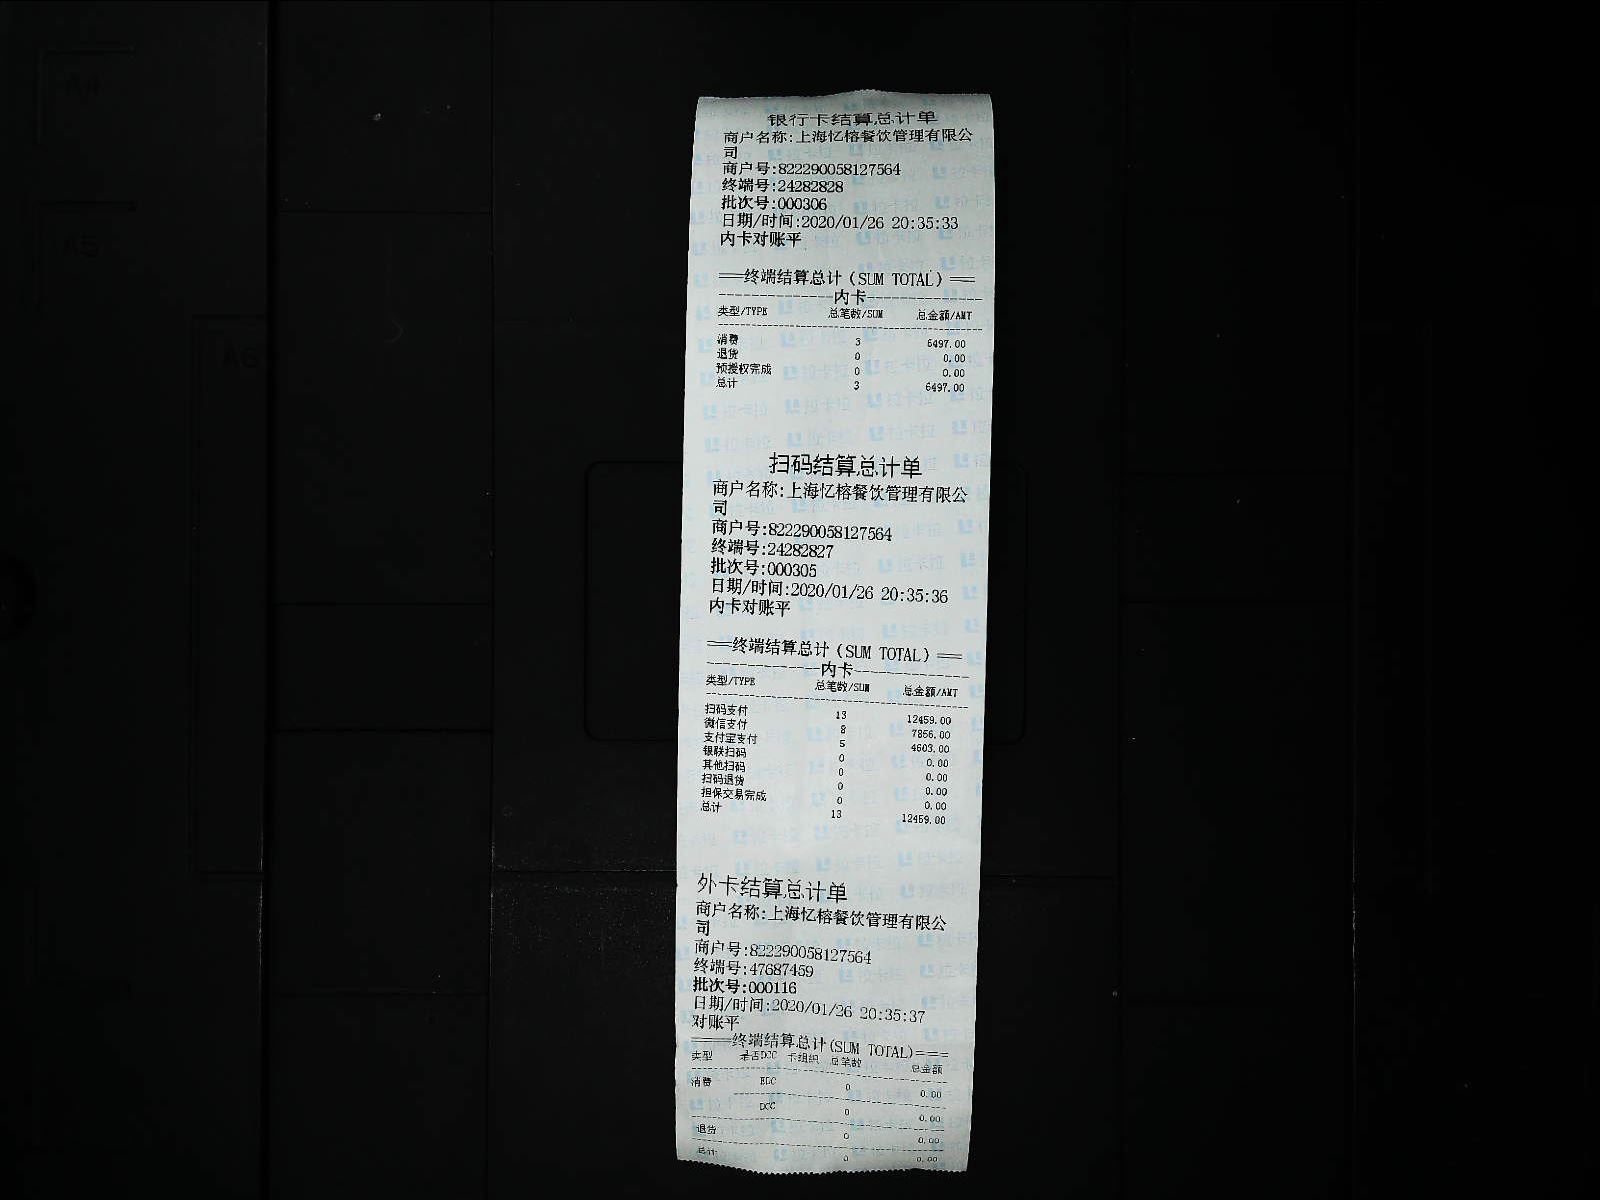 银行卡结算总计单
商户名称:上海忆榕餐饮管理有限公
司
商户号:822290058127564
终端号:24282828
批次号:000306
日期/时间:2020/01/26 20:35:33
内卡对账平
===终端结算总计(SUM TOTAL)===
--------------内卡--------------
类型/TYPE 总笔数/SUM 总金额/AMT
消费 3 6497.00
退货 0 0.00
预授权完成 0 0.00
总计 3 6497.00
扫码结算总计单
商户名称:上海忆榕餐饮管理有限公
司
商户号:822290058127564
终端号:24282827
批次号:000305
日期/时间:2020/01/26 20:35:36
内卡对账平
===终端结算总计(SUM TOTAL)===
--------------内卡--------------
类型/TYPE 总笔数/SUM 总金额/AMT
扫码支付 13 12459.00
微信支付 8 7856.00
支付宝支付 5 4603.00
银联扫码 0 0.00
其他扫码 0 0.00
扫码退货 0 0.00
担保交易完成 0 0.00
总计 13 12459.00
外卡结算总计单
商户名称:上海忆榕餐饮管理有限公
司
商户号:822290058127564
终端号:47687459
批次号:000116
日期/时间:2020/01/26 20:35:37
对账平
====终端结算总计(SUM TOTAL)===
类型 是否DCC 卡组织 总笔数 总金额
消费 EDC 0 0.00
DCC 0 0.00
退货 0 0.00
总计 0 0.00
拉卡拉
A4
A5
A6